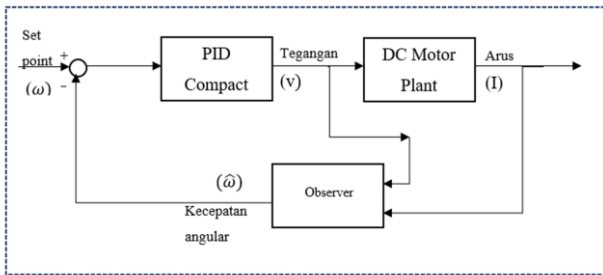 Set
point
(ω)
+
-
PID
Compact
Tegangan
(v)
DC Motor
Plant
Arus
(I)
Observer
(ω̂)
Kecepatan
angular